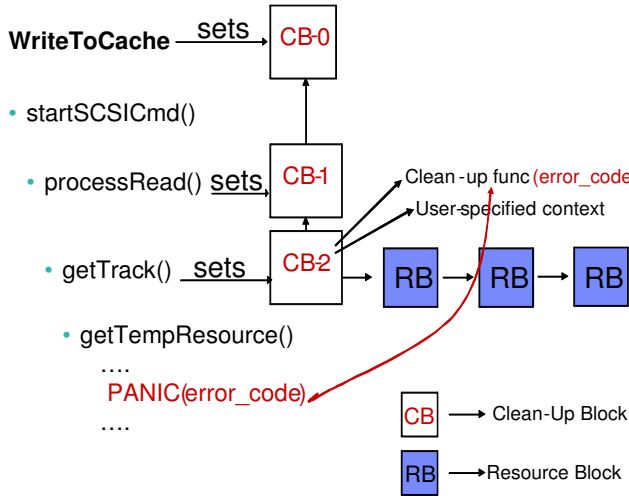 WriteToCache sets CB-0
• startSCSICmd()
• processRead() sets CB-1
Clean-up func (error_code
User-specified context
• getTrack() sets CB-2 RB RB RB
• getTempResource()
....
PANIC(error_code)
....
CB Clean-Up Block
RB Resource Block